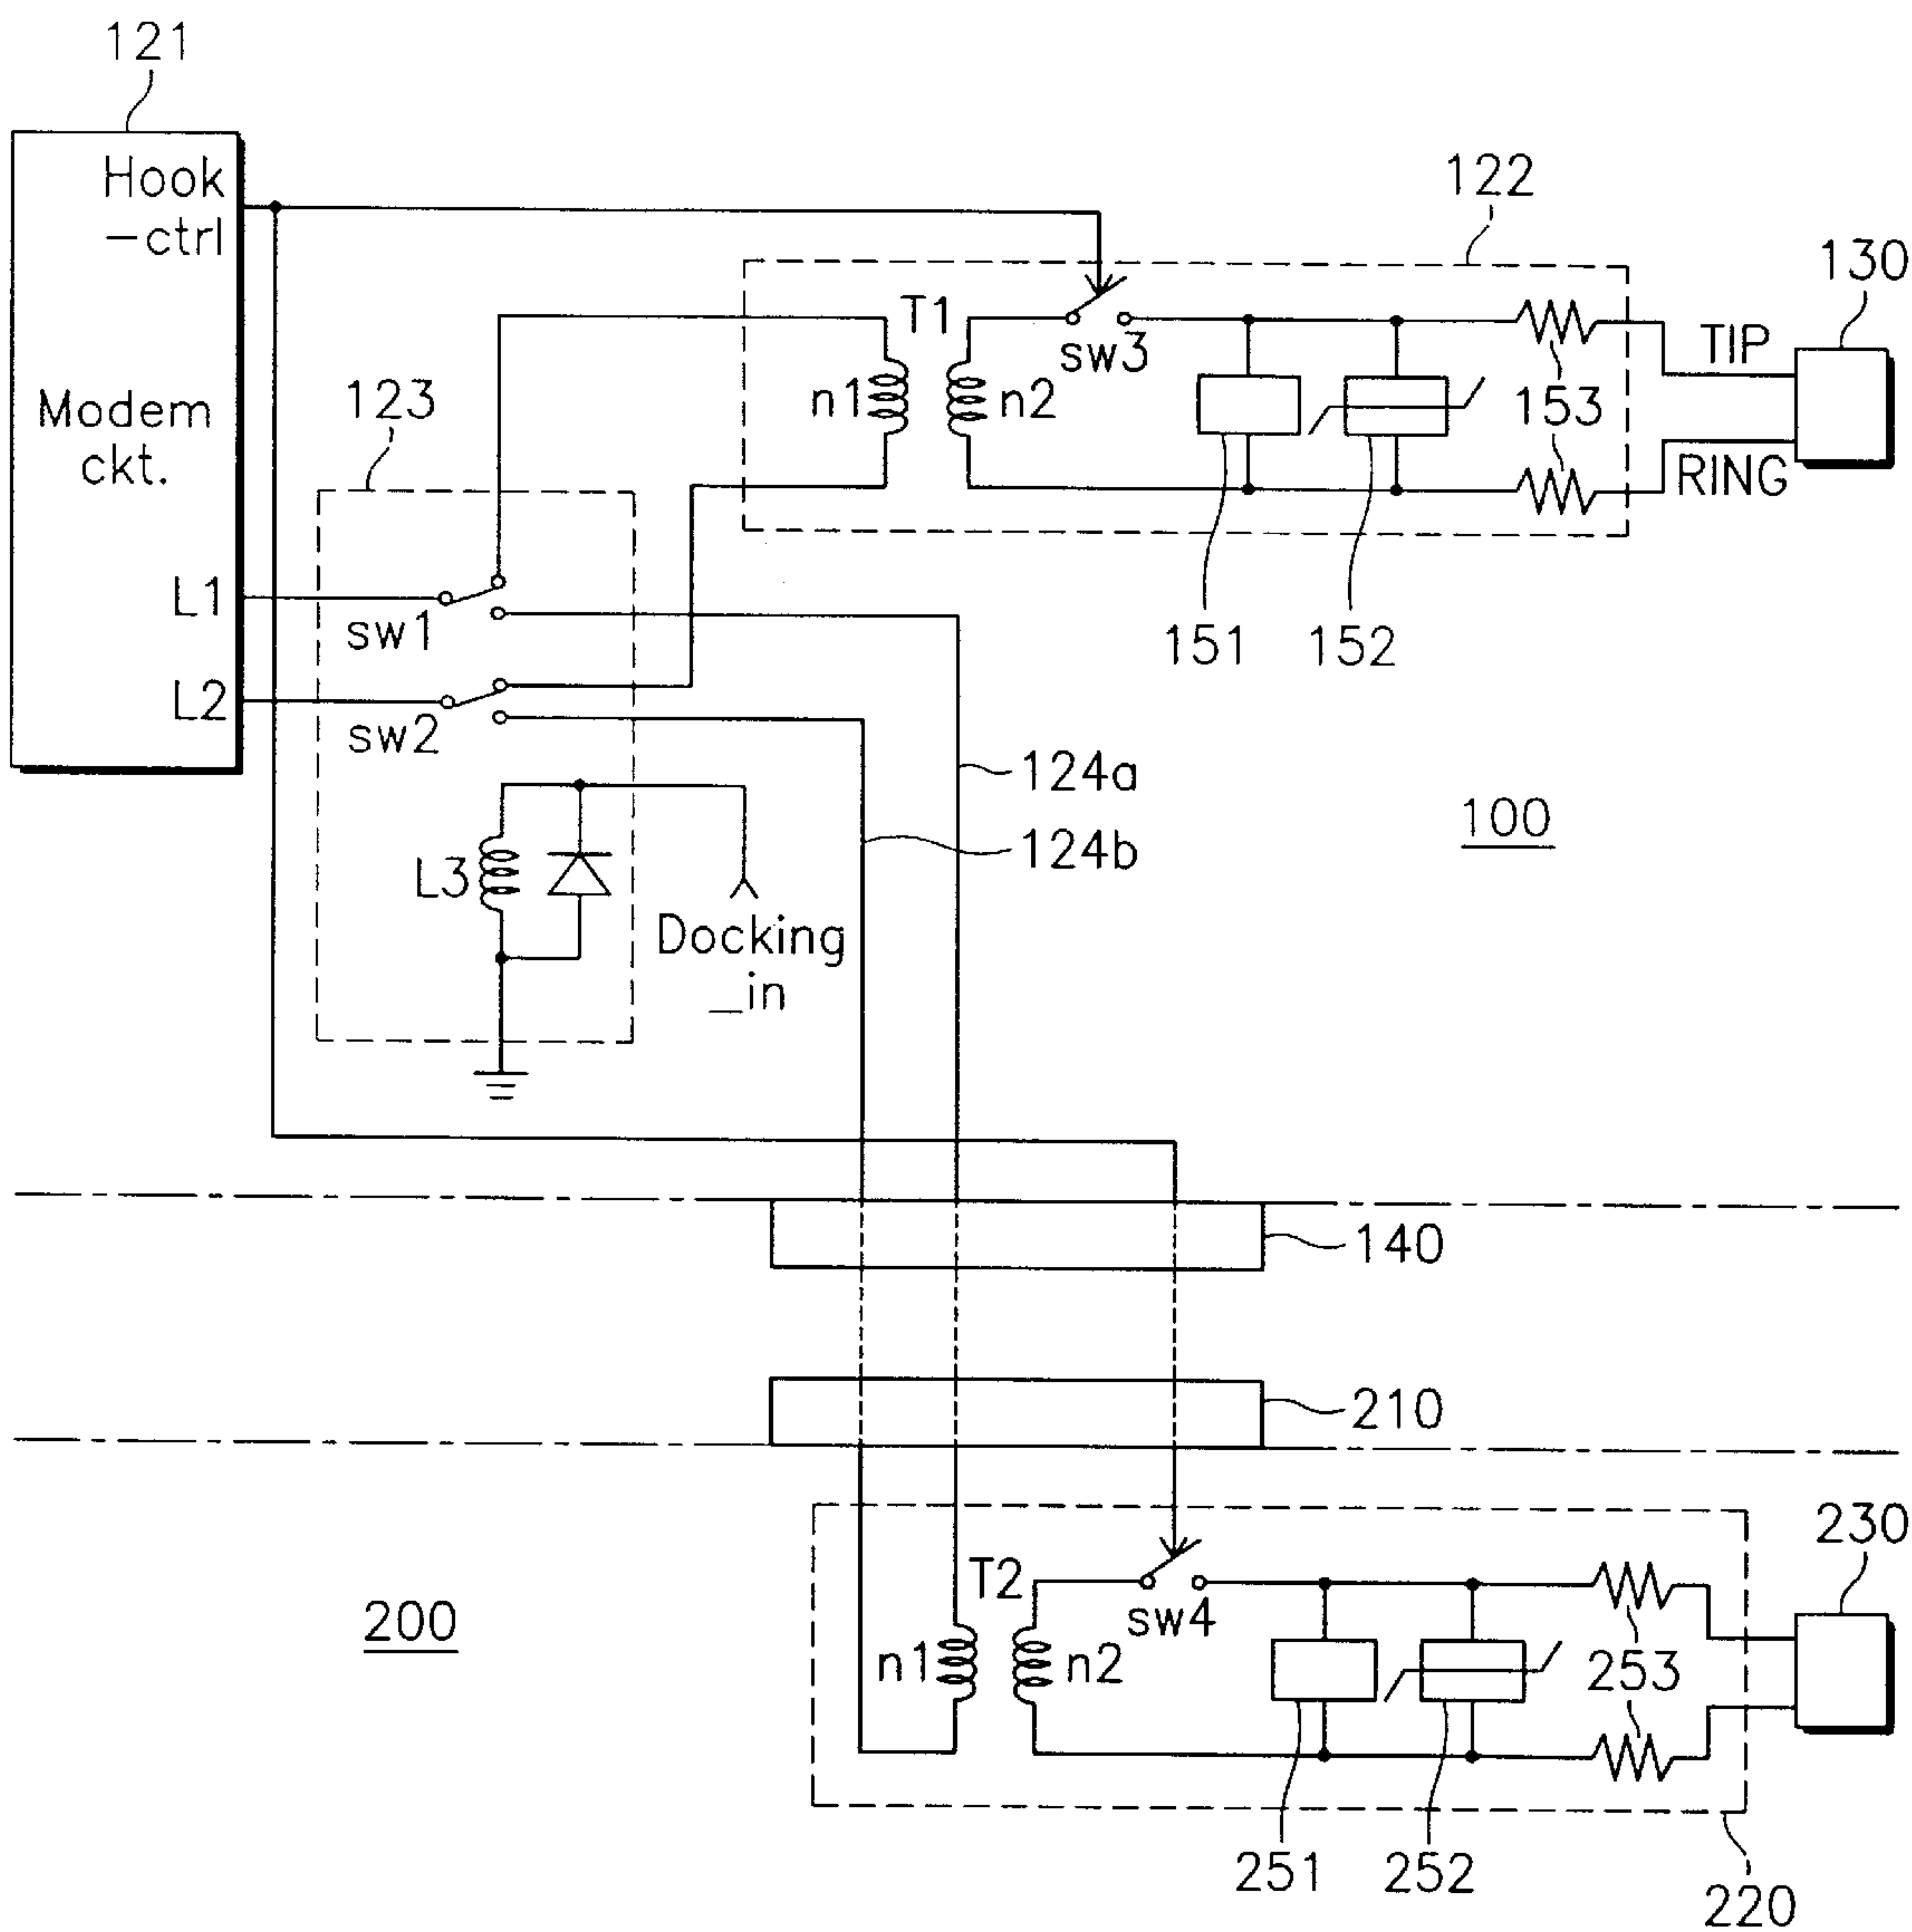 121
Hook
-ctrl
122
130
T1
sw3
TIP
Modem
ckt.
123
n1
n2
153
RING
L1
sw1
151
152
L2
sw2
124a
100
124b
L3
Docking
_in
140
210
230
T2
sw4
200
n1
n2
253
251
252
220